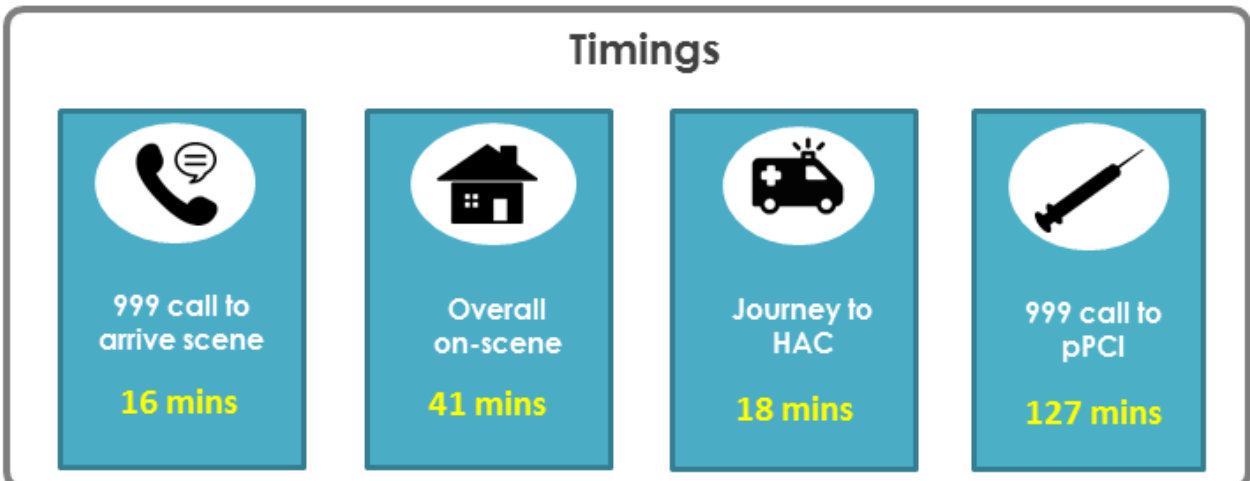 Timings
999 call to
arrive scene
16 mins
Overall
on-scene
41 mins
Journey to
HAC
18 mins
999 call to
pPCI
127 mins